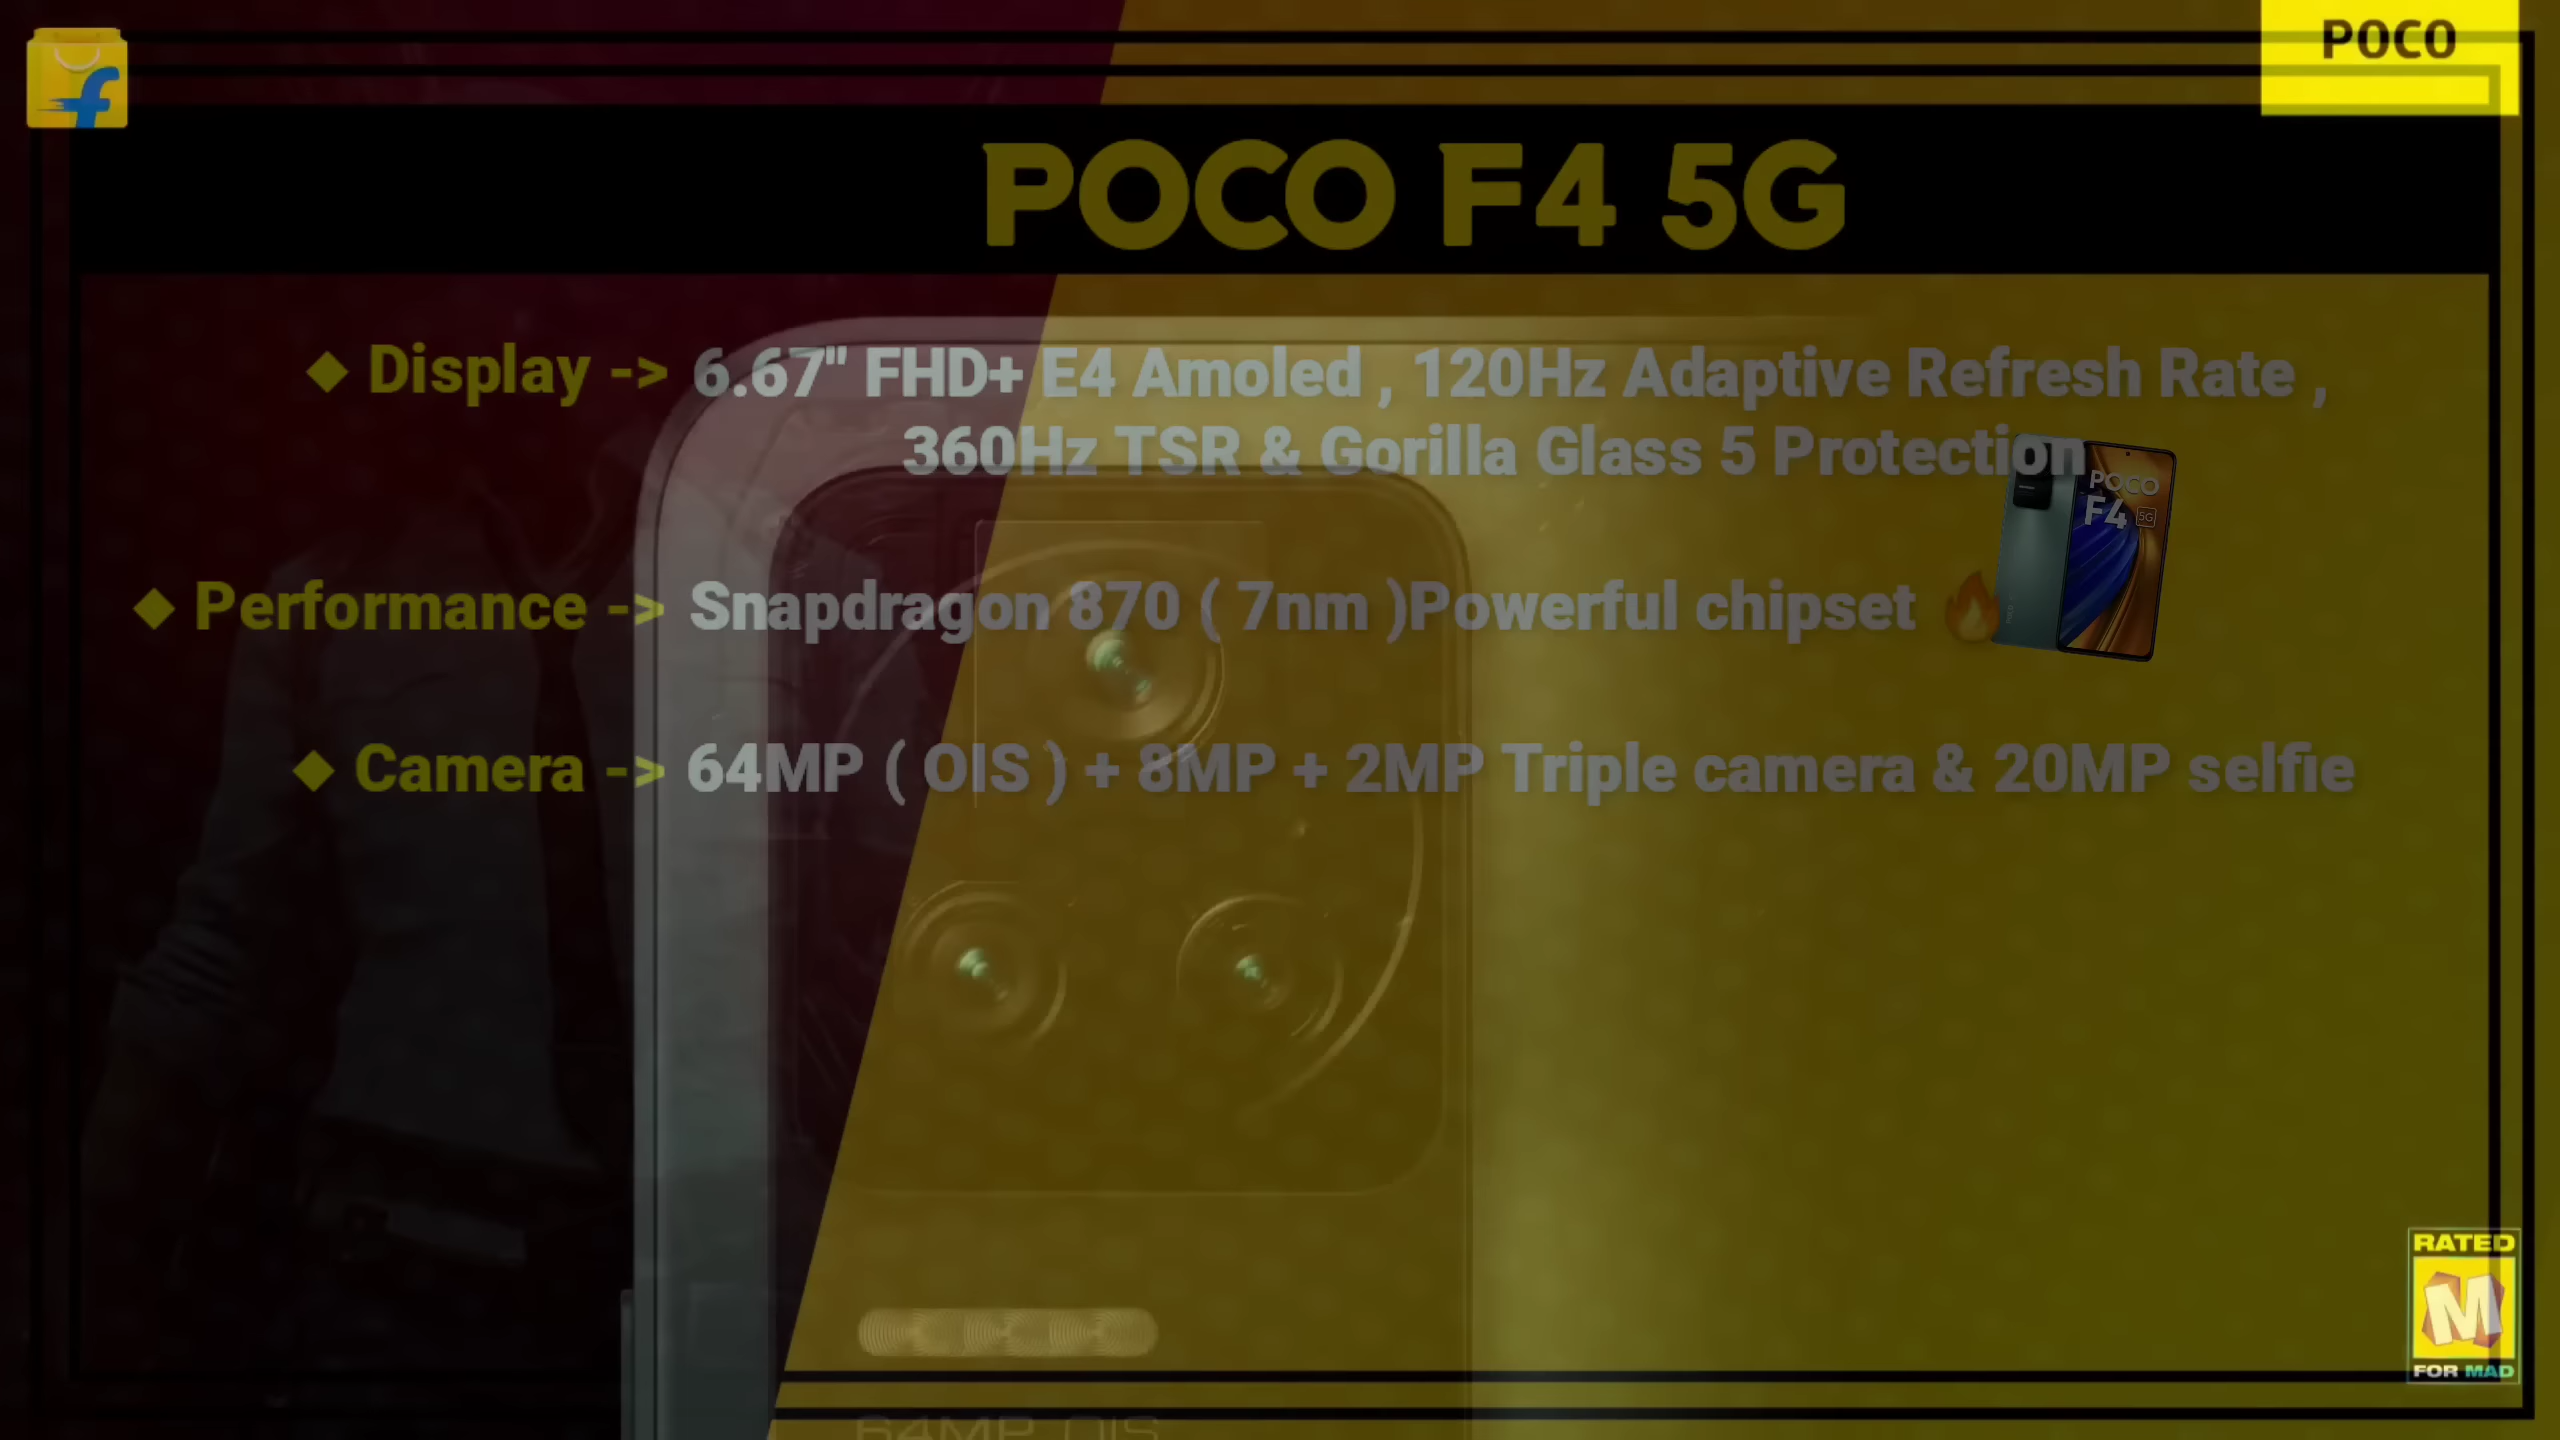 POCO
POCO F4 5G
◆ Display -> 6.67" FHD+ E4 Amoled , 120Hz Adaptive Refresh Rate ,
360Hz TSR & Gorilla Glass 5 Protection
POCO
F4 5G
◆ Performance -> Snapdragon 870 ( 7nm )Powerful chipset 🔥
◆ Camera -> 64MP ( OIS ) + 8MP + 2MP Triple camera & 20MP selfie
RATED
M
FOR MAD
64MP OIS